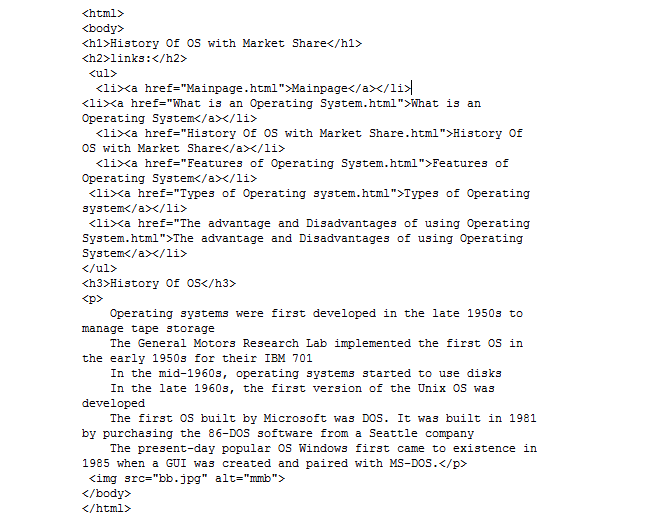 <html>
<body>
<h1>History Of OS with Market Share</h1>
<h2>links:</h2>
<ul>
<li><a href="Mainpage.html">Mainpage</a></li>
<li><a href="What is an Operating System.html">What is an
Operating System</a></li>
<li><a href="History Of OS with Market Share.html">History Of
OS with Market Share</a></li>
<li><a href="Features of Operating System.html">Features of
Operating System</a></li>
<li><a href="Types of Operating system.html">Types of Operating
system</a></li>
<li><a href="The advantage and Disadvantages of using Operating
System.html">The advantage and Disadvantages of using Operating
System</a></li>
</ul>
<h3>History Of OS</h3>
<p>
Operating systems were first developed in the late 1950s to
manage tape storage
The General Motors Research Lab implemented the first OS in
the early 1950s for their IBM 701
In the mid-1960s, operating systems started to use disks
In the late 1960s, the first version of the Unix OS was
developed
The first OS built by Microsoft was DOS. It was built in 1981
by purchasing the 86-DOS software from a Seattle company
The present-day popular OS Windows first came to existence in
1985 when a GUI was created and paired with MS-DOS.</p>
<img src="bb.jpg" alt="mmb">
</body>
</html>